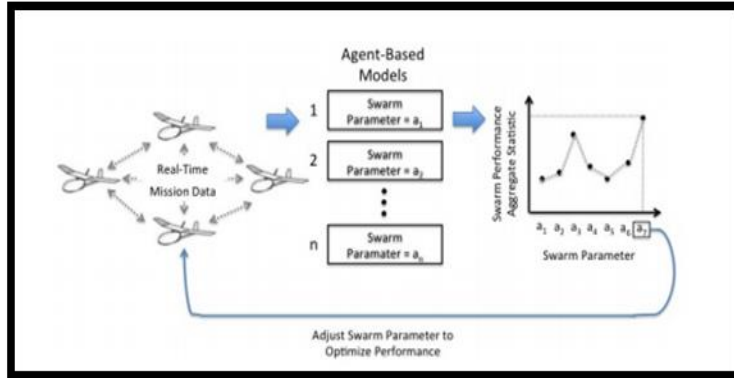 Agent-Based
Models
Real-Time
Mission Data
1
Swarm
Parameter = a₁
2
Swarm
Parameter = a₂
n
Swarm
Paramater = aₙ
Swarm Performance
Aggregate Statistic
a₁ a₂ a₃ a₄ a₅ a₆ a₇
Swarm Parameter
Adjust Swarm Parameter to
Optimize Performance